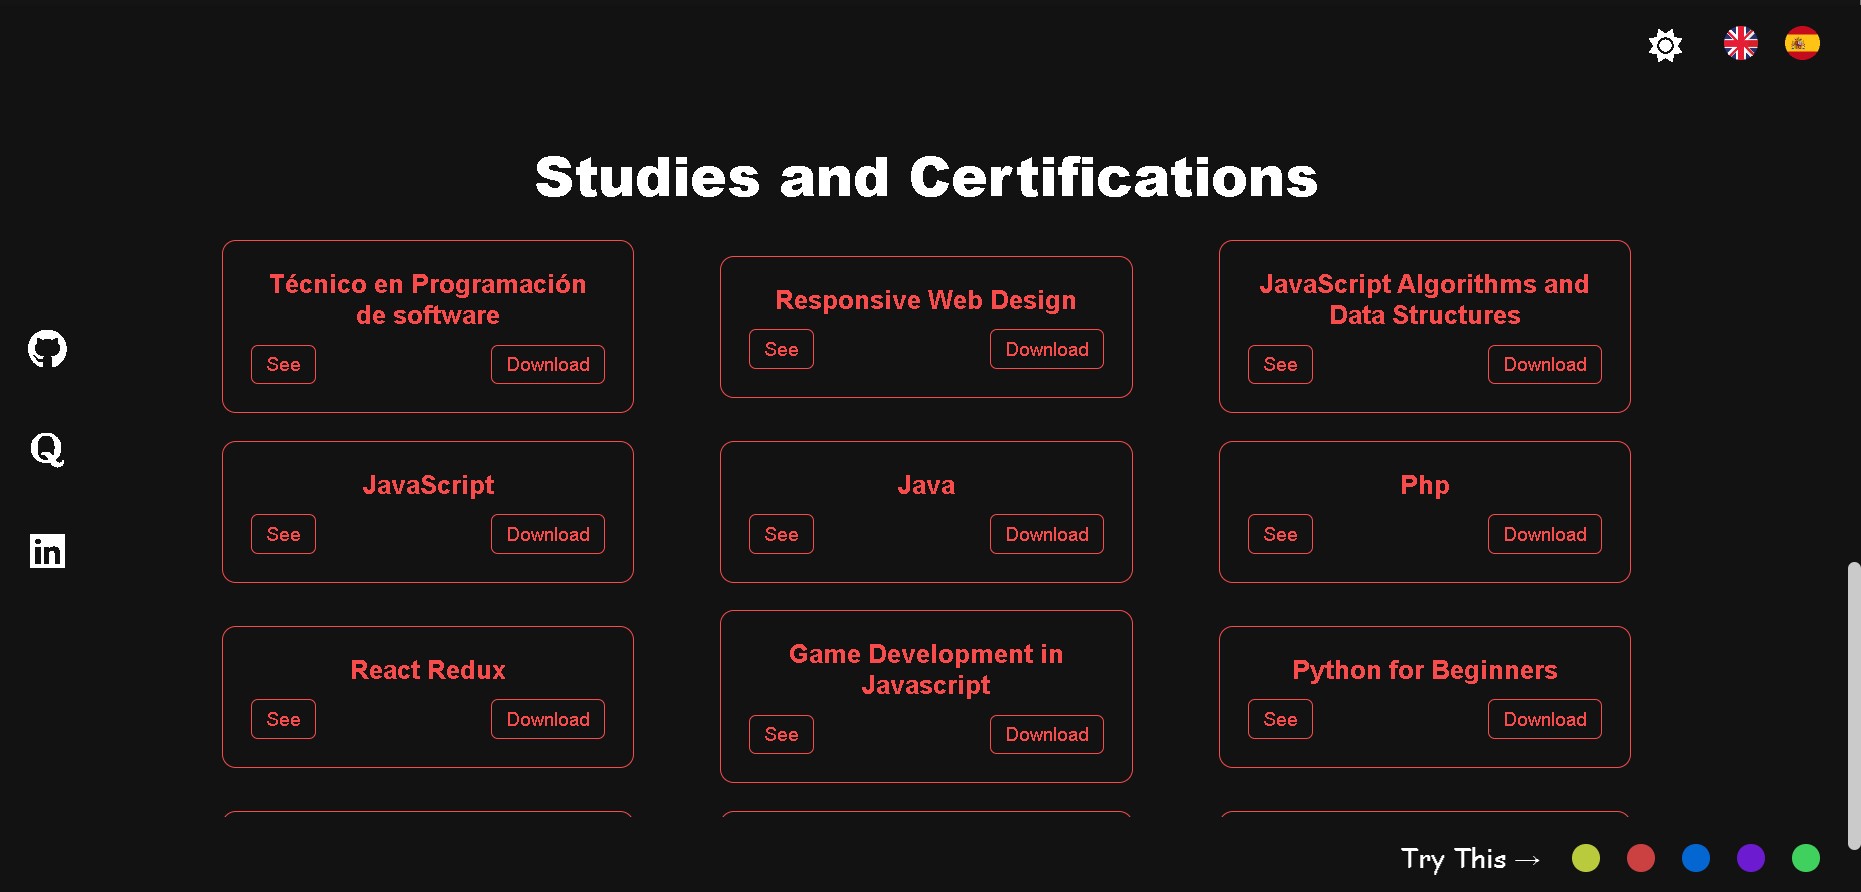 Studies and Certifications
Técnico en Programación
de software
See
Download
Responsive Web Design
See
Download
JavaScript Algorithms and
Data Structures
See
Download
JavaScript
See
Download
Java
See
Download
Php
See
Download
React Redux
See
Download
Game Development in
Javascript
See
Download
Python for Beginners
See
Download
Try This →